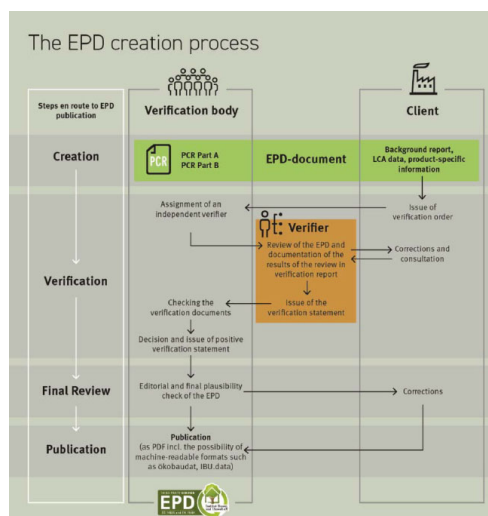 The EPD creation process
Steps en route to EPD
publication
Verification body
Client
Creation
PCR
PCR Part A
PCR Part B
EPD-document
Background report,
LCA data, product-specific
information
Assignment of an
independent verifier
Issue of
verification order
Verifier
Review of the EPD and
documentation of the
results of the review in
verification report
Corrections and
consultation
Verification
Issue of the
verification statement
Checking the
verification documents
Decision and issue of positive
verification statement
Final Review
Editorial and final plausibility
check of the EPD
Corrections
Publication
Publication
(as PDF incl. the possibility of
machine-readable formats such
as ökobaudat, IBU.data)
EPD